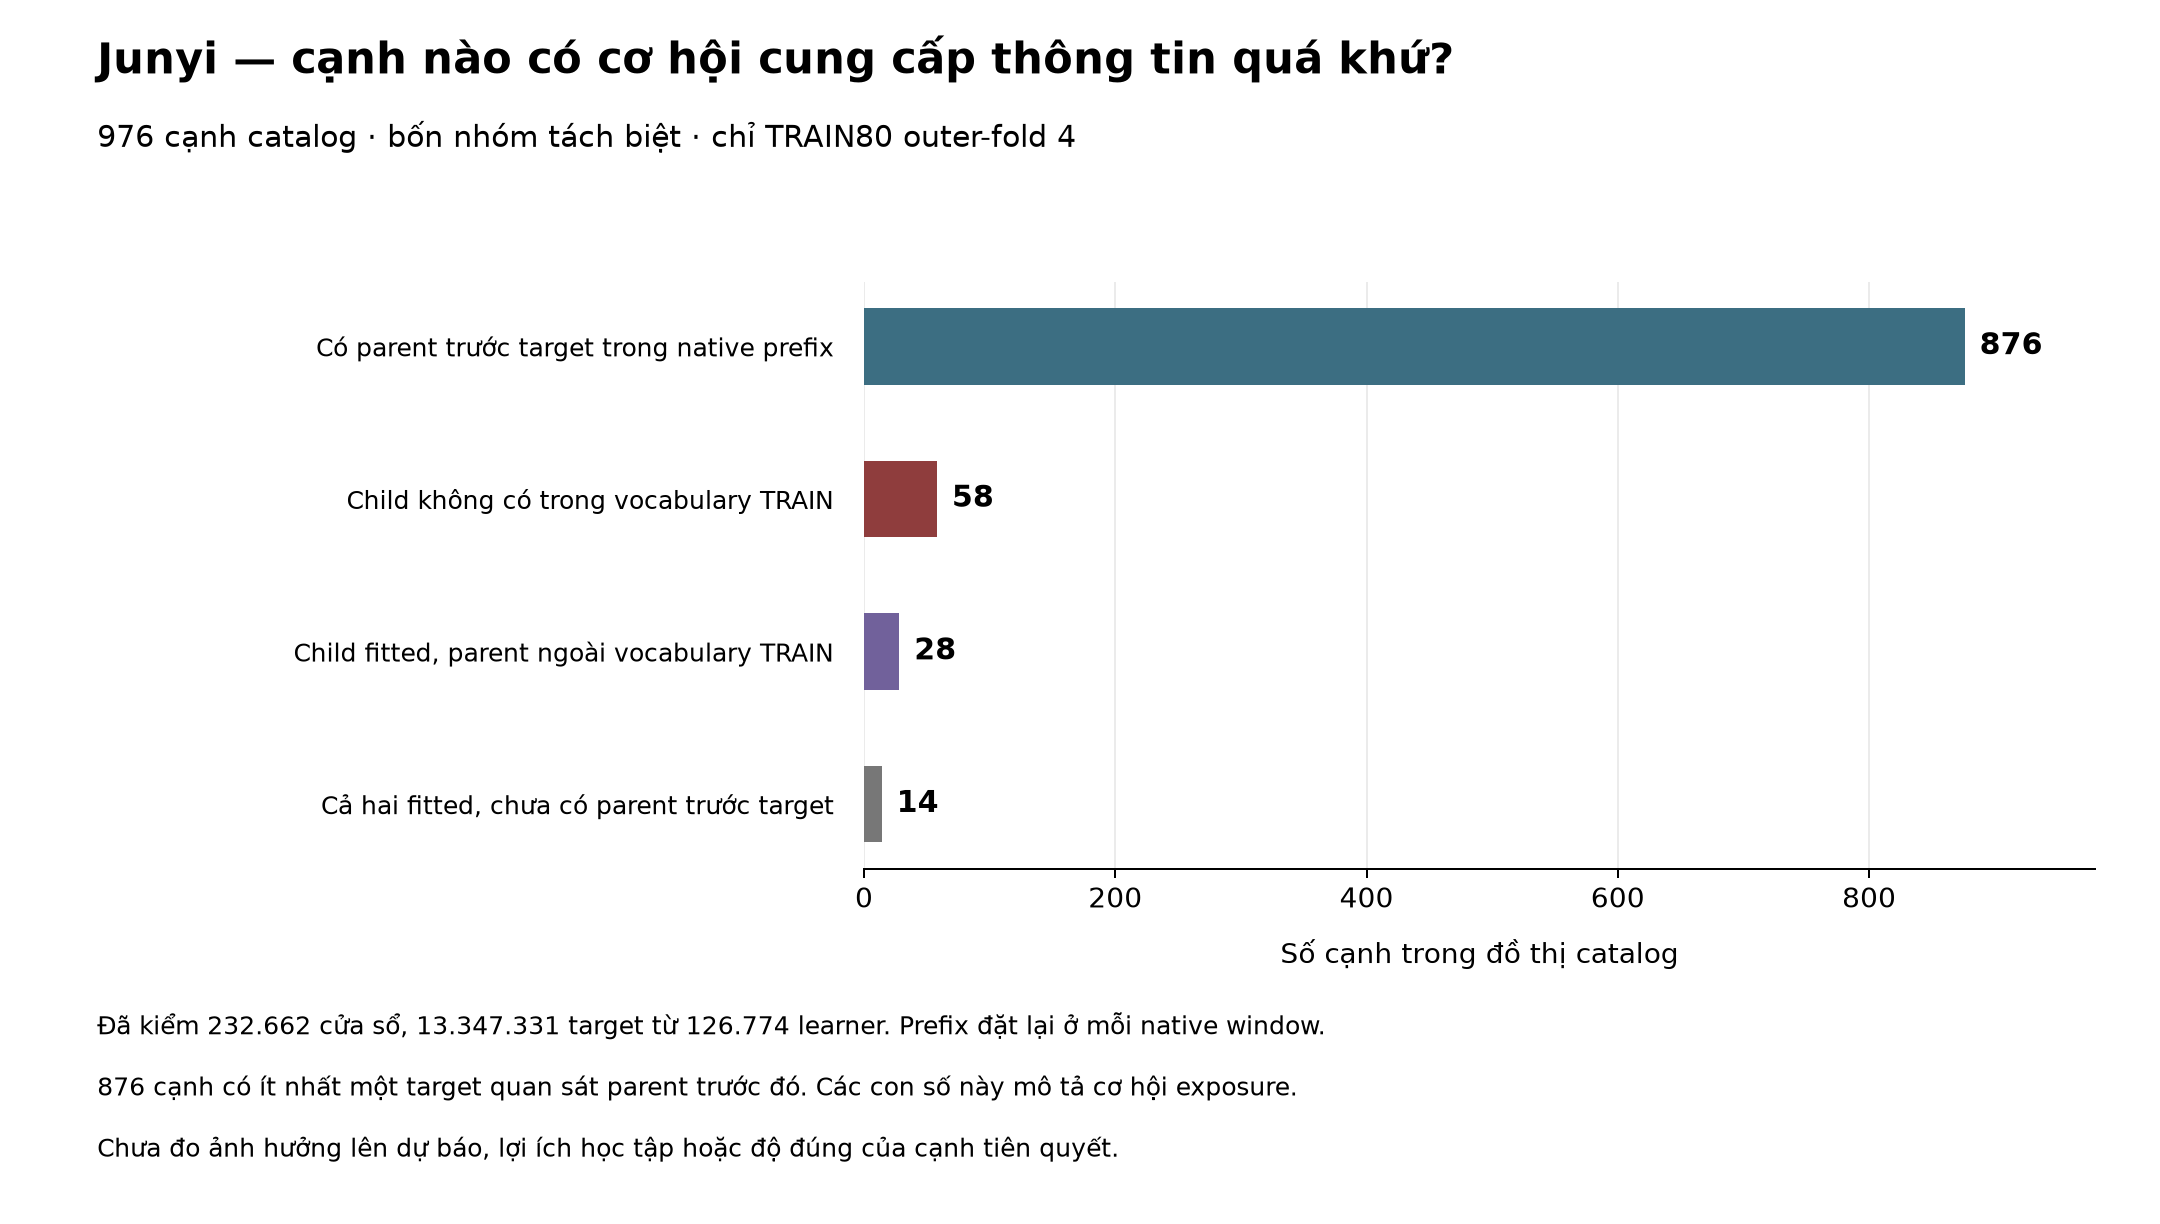 Junyi — cạnh nào có cơ hội cung cấp thông tin quá khứ?
976 cạnh catalog · bốn nhóm tách biệt · chỉ TRAIN80 outer-fold 4
Có parent trước target trong native prefix
876
Child không có trong vocabulary TRAIN
58
Child fitted, parent ngoài vocabulary TRAIN
28
Cả hai fitted, chưa có parent trước target
14
0 200 400 600 800
Số cạnh trong đồ thị catalog
Đã kiểm 232.662 cửa sổ, 13.347.331 target từ 126.774 learner. Prefix đặt lại ở mỗi native window.
876 cạnh có ít nhất một target quan sát parent trước đó. Các con số này mô tả cơ hội exposure.
Chưa đo ảnh hưởng lên dự báo, lợi ích học tập hoặc độ đúng của cạnh tiên quyết.